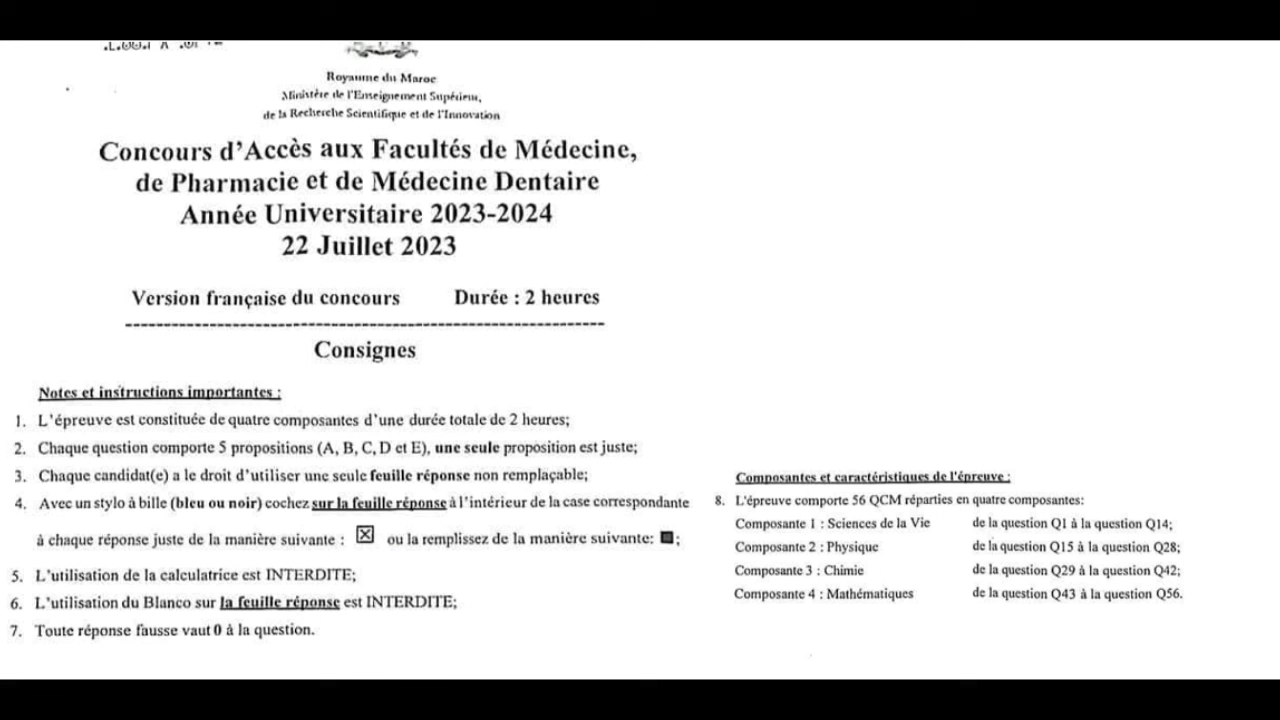 Royaume du Maroc
Ministère de l'Enseignement Supérieur,
de la Recherche Scientifique et de l'Innovation
Concours d'Accès aux Facultés de Médecine,
de Pharmacie et de Médecine Dentaire
Année Universitaire 2023-2024
22 Juillet 2023
Version française du concours Durée : 2 heures
Consignes
Notes et instructions importantes :
1. L'épreuve est constituée de quatre composantes d'une durée totale de 2 heures;
2. Chaque question comporte 5 propositions (A, B, C, D et E), une seule proposition est juste;
3. Chaque candidat(e) a le droit d'utiliser une seule feuille réponse non remplaçable;
4. Avec un stylo à bille (bleu ou noir) cochez sur la feuille réponse à l'intérieur de la case correspondante
à chaque réponse juste de la manière suivante : ☒ ou la remplissez de la manière suivante: ■;
5. L'utilisation de la calculatrice est INTERDITE;
6. L'utilisation du Blanco sur la feuille réponse est INTERDITE;
7. Toute réponse fausse vaut 0 à la question.
Composantes et caractéristiques de l'épreuve :
8. L'épreuve comporte 56 QCM réparties en quatre composantes:
Composante 1 : Sciences de la Vie de la question Q1 à la question Q14;
Composante 2 : Physique de la question Q15 à la question Q28;
Composante 3 : Chimie de la question Q29 à la question Q42;
Composante 4 : Mathématiques de la question Q43 à la question Q56.